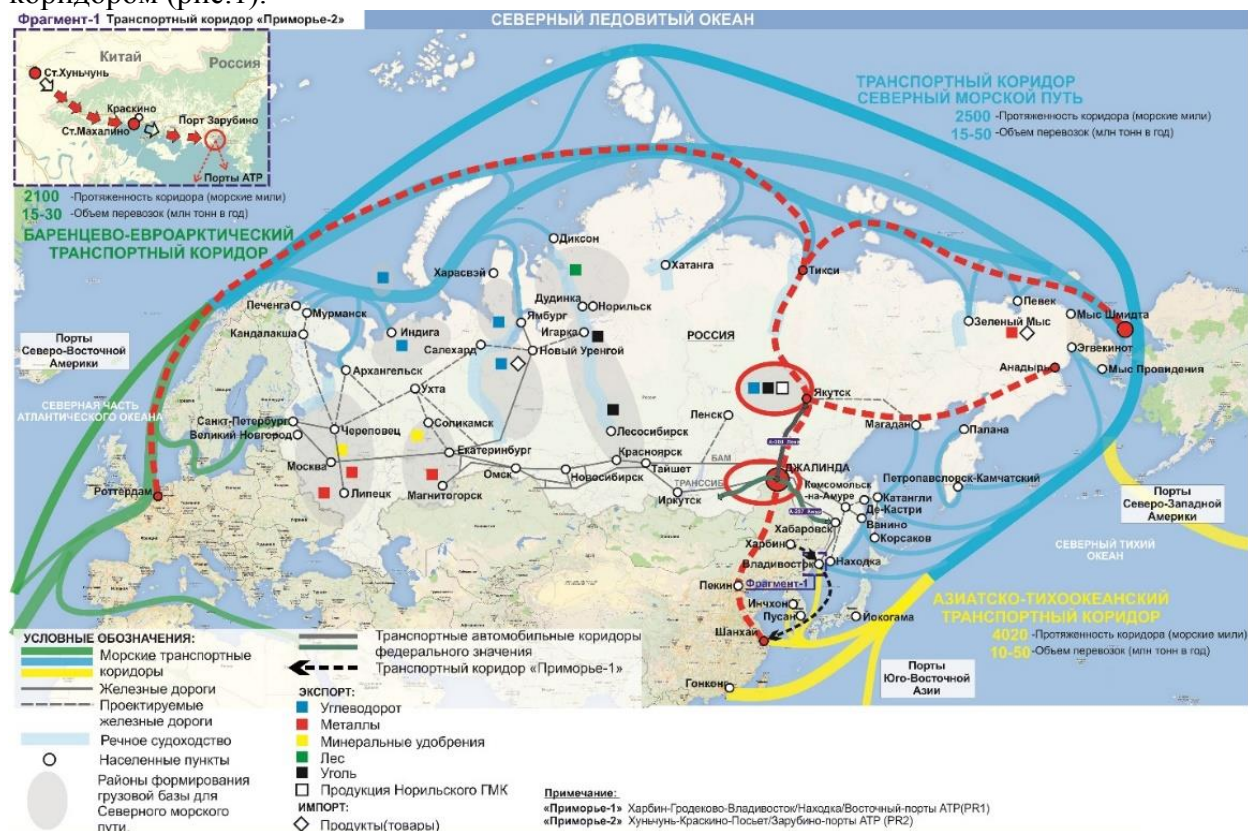 коридором (рис.1).
Фрагмент-1 Транспортный коридор «Приморье-2»
СЕВЕРНЫЙ ЛЕДОВИТЫЙ ОКЕАН
Китай
Россия
Ст.Хуньчунь
Краскино
Ст.Махалино
Порт Зарубино
Порты АТР
ТРАНСПОРТНЫЙ КОРИДОР
СЕВЕРНЫЙ МОРСКОЙ ПУТЬ
2500 -Протяженность коридора (морские мили)
15-50 -Объем перевозок (млн тонн в год)
2100 -Протяженность коридора (морские мили)
15-30 -Объем перевозок (млн тонн в год)
БАРЕНЦЕВО-ЕВРОАРКТИЧЕСКИЙ
ТРАНСПОРТНЫЙ КОРИДОР
Диксон
Харасвэй
Хатанга
Тикси
Дудинка
Норильск
Печенга
Мурманск
Певек
Мыс Шмидта
Ямбург
Зеленый Мыс
Кандалакша
Индига
Игарка
РОССИЯ
Порты
Северо-Восточной
Америки
Салехард
Новый Уренгой
Эгвекинот
Анадырь
Мыс Провидения
Архангельск
СЕВЕРНАЯ ЧАСТЬ
АТЛАНТИЧЕСКОГО ОКЕАНА
Ухта
Якутск
Санкт-Петербург
Великий Новгород
Череповец
Соликамск
Ленск
Магадан
Палана
Лесосибирск
Москва
Екатеринбург
Красноярск
БАМ
Тайшет
ДЖАЛИНДА
Роттердам
Липецк
Магнитогорск
Омск
Новосибирск
Иркутск
ТРАНССИБ
Комсомольск
-на-Амуре
Петропавловск-Камчатский
Катангли
Де-Кастри
Ванино
Корсаков
Хабаровск
Порты
Северо-Западной
Америки
Харбин
Владивосток
Находка
СЕВЕРНЫЙ ТИХИЙ
ОКЕАН
Пекин
Фрагмент-1
Инчхон
Пусан
Йокогама
Шанхай
АЗИАТСКО-ТИХООКЕАНСКИЙ
ТРАНСПОРТНЫЙ КОРИДОР
4020 -Протяженность коридора (морские мили)
10-50 -Объем перевозок (млн тонн в год)
Гонконг
Порты
Юго-Восточной
Азии
УСЛОВНЫЕ ОБОЗНАЧЕНИЯ:
Морские транспортные
коридоры
Железные дороги
Проектируемые
железные дороги
Речное судоходство
Населенные пункты
Районы формирования
грузовой базы для
Северного морского
пути.
Транспортные автомобильные коридоры
федерального значения
Транспортный коридор «Приморье-1»
ЭКСПОРТ:
Углеводорот
Металлы
Минеральные удобрения
Лес
Уголь
Продукция Норильского ГМК
ИМПОРТ:
Продукты(товары)
Примечание:
«Приморье-1» Харбин-Гродеково-Владивосток/Находка/Восточный-порты АТР(PR1)
«Приморье-2» Хуньчунь-Краскино-Посьет/Зарубино-порты АТР (PR2)